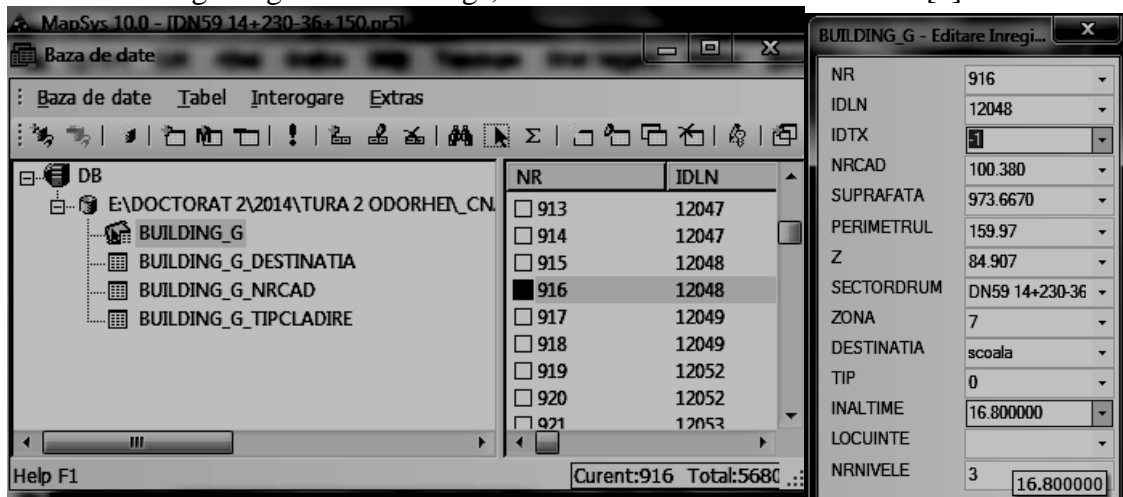 MapSys 10.0 - [DN59 14+230-36+150.pr5]
Baza de date
Baza de date Tabel Interogare Extras
DB
E:\DOCTORAT 2\2014\TURA 2 ODORHEI\_CN
BUILDING_G
BUILDING_G_DESTINATIA
BUILDING_G_NRCAD
BUILDING_G_TIPCLADIRE
NR IDLN
913 12047
914 12047
915 12048
916 12048
917 12049
918 12049
919 12052
920 12052
921 12053
Help F1
Curent:916 Total:5680
BUILDING_G - Editare Inregi...
NR 916
IDLN 12048
IDTX -1
NRCAD 100.380
SUPRAFATA 973.6670
PERIMETRUL 159.97
Z 84.907
SECTORDRUM DN59 14+230-36
ZONA 7
DESTINATIA scoala
TIP 0
INALTIME 16.800000
LOCUINTE
NRNIVELE 3
16.800000